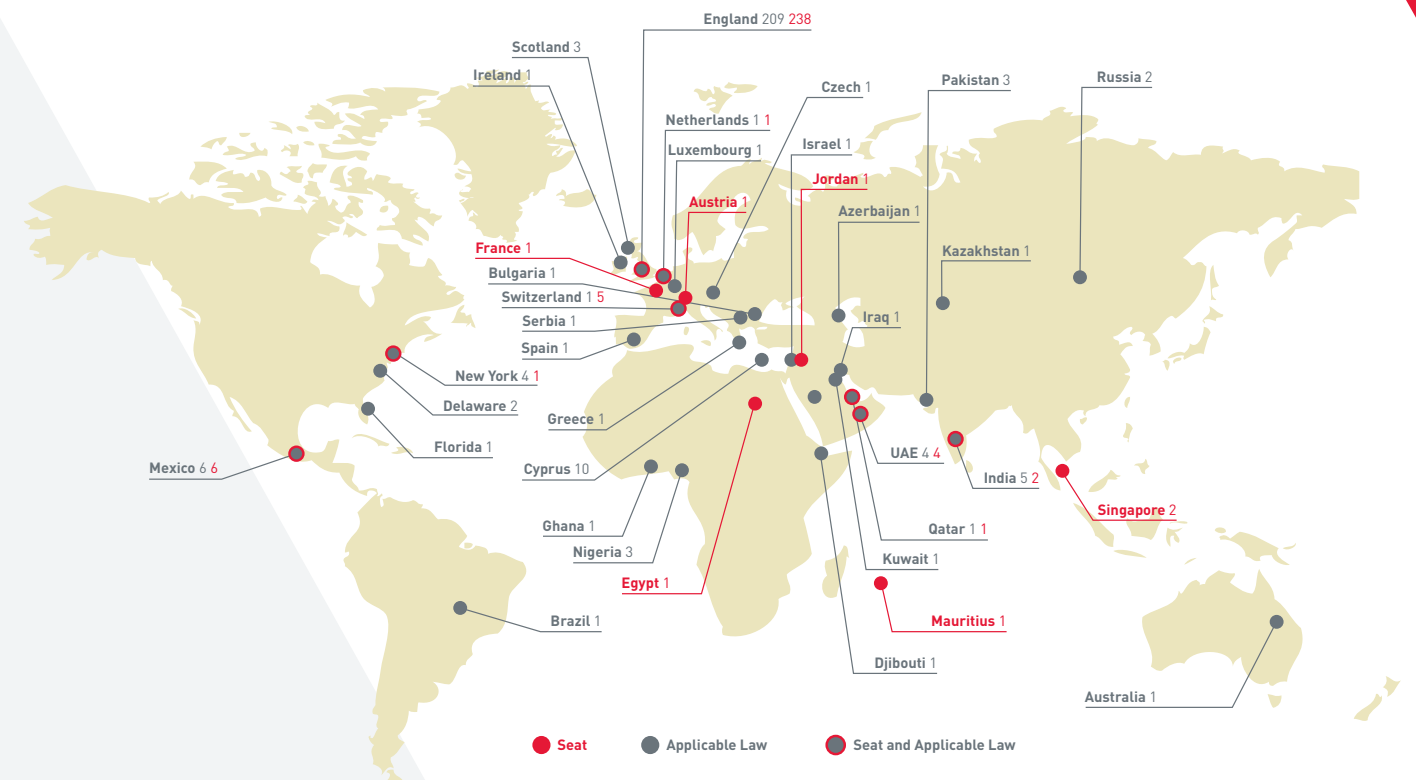 England 209 238
Scotland 3
Ireland 1
Czech 1
Pakistan 3
Russia 2
Netherlands 1 1
Luxembourg 1
Israel 1
Jordan 1
Austria 1
Azerbaijan 1
France 1
Kazakhstan 1
Bulgaria 1
Switzerland 1 5
Serbia 1
Iraq 1
Spain 1
New York 4 1
Delaware 2
Greece 1
Florida 1
UAE 4 4
Mexico 6 6
Cyprus 10
India 5 2
Singapore 2
Ghana 1
Qatar 1 1
Nigeria 3
Kuwait 1
Egypt 1
Brazil 1
Mauritius 1
Djibouti 1
Australia 1
Seat
Applicable Law
Seat and Applicable Law